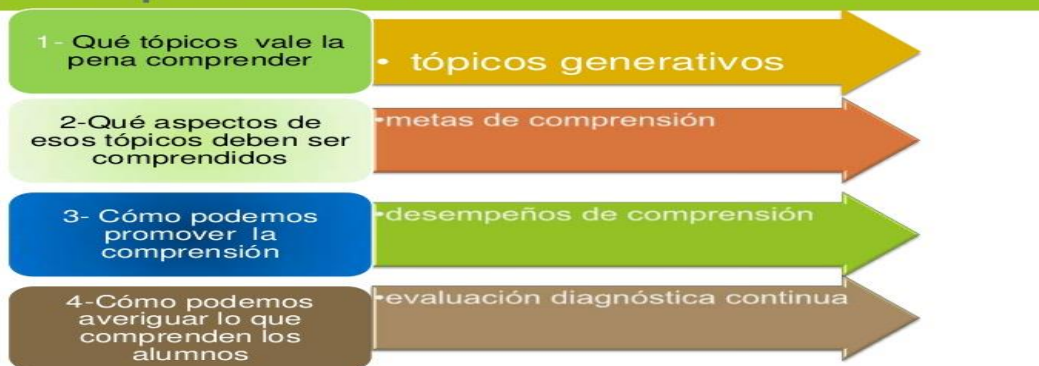 1- Qué tópicos vale la
pena comprender
• tópicos generativos
2-Qué aspectos de
esos tópicos deben ser
comprendidos
•metas de comprensión
3- Cómo podemos
promover la
comprensión
•desempeños de comprensión
4-Cómo podemos
averiguar lo que
comprenden los
alumnos
•evaluación diagnóstica continua